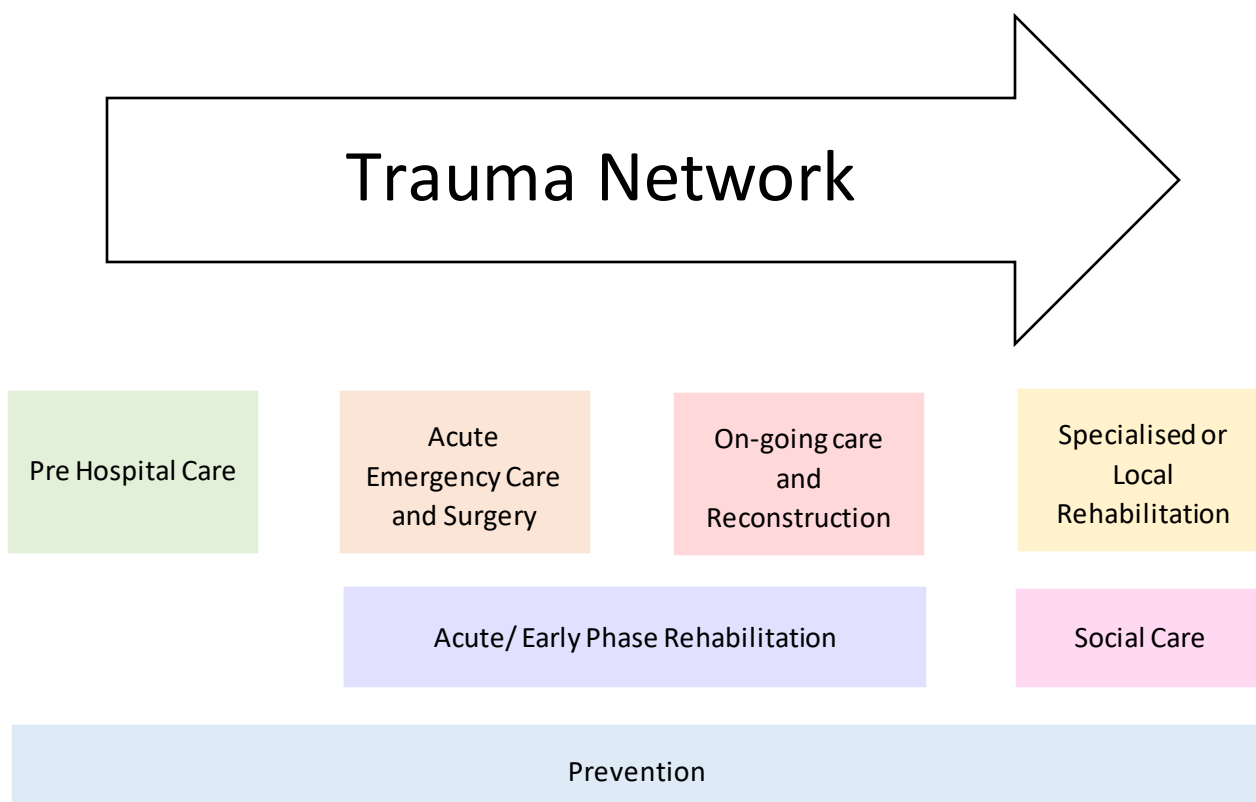 Trauma Network
Pre Hospital Care
Acute
Emergency Care
and Surgery
On-going care
and
Reconstruction
Specialised or
Local
Rehabilitation
Acute/ Early Phase Rehabilitation
Social Care
Prevention